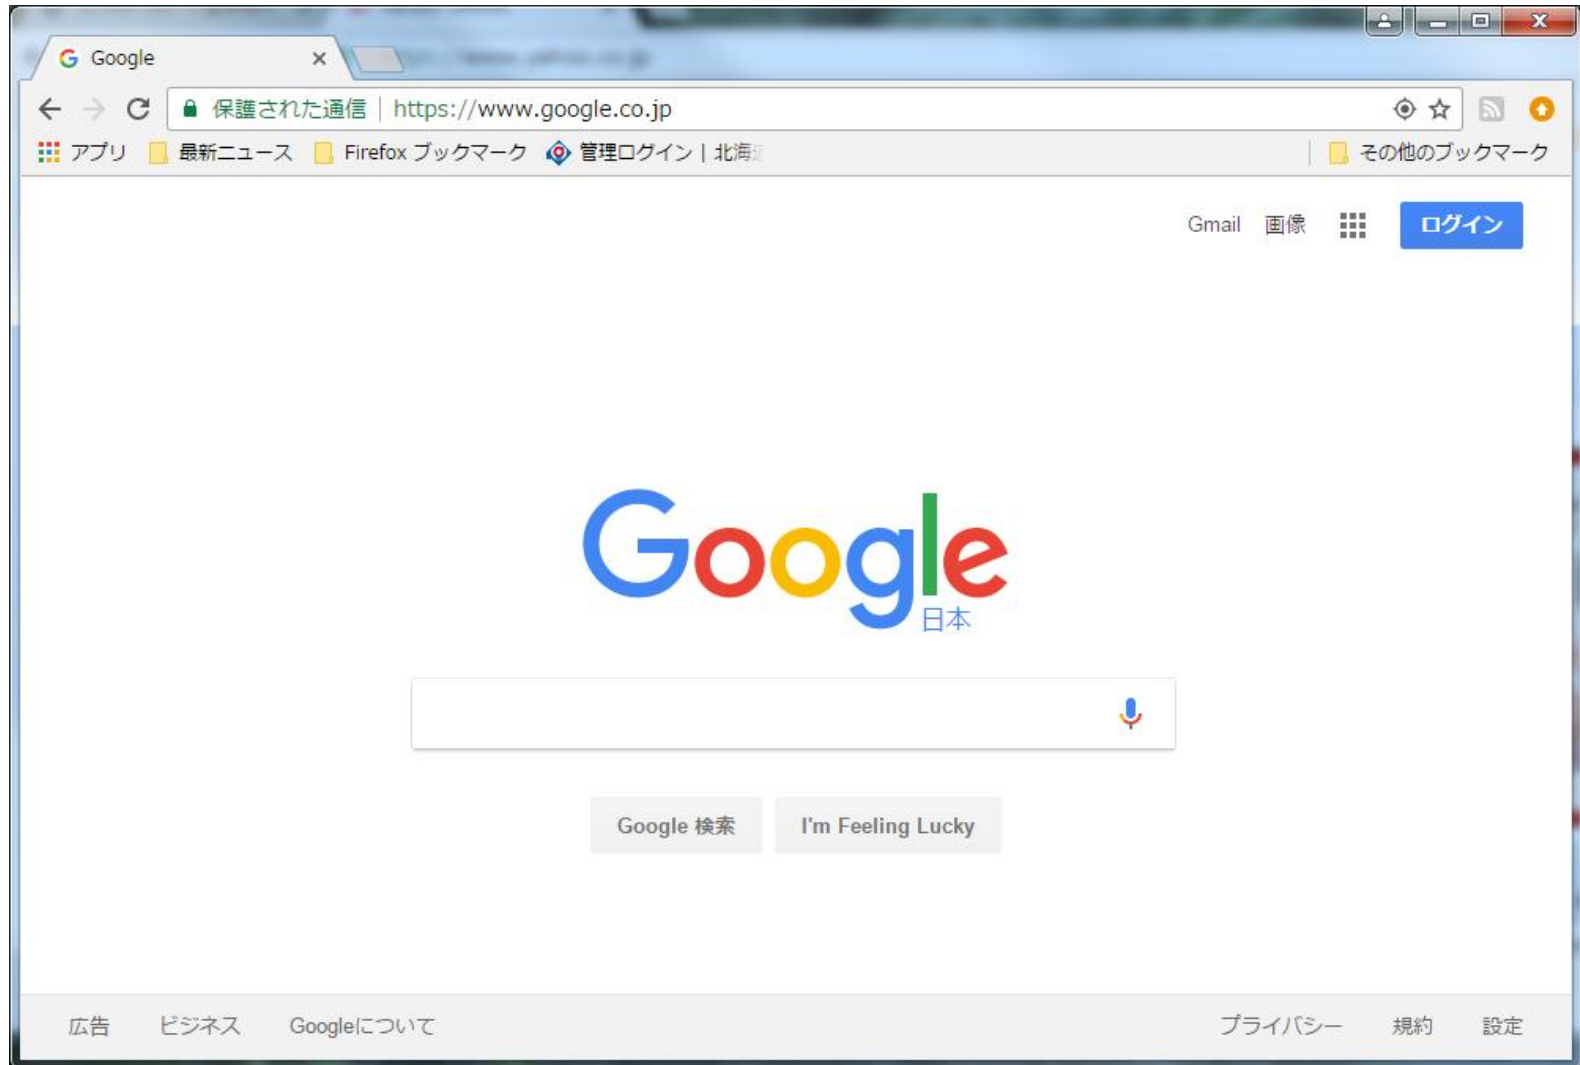 Google
保護された通信 | https://www.google.co.jp
アプリ 最新ニュース Firefox ブックマーク 管理ログイン | 北海 その他のブックマーク
Gmail 画像 ログイン
Google
日本
Google 検索 I'm Feeling Lucky
広告 ビジネス Googleについて プライバシー 規約 設定